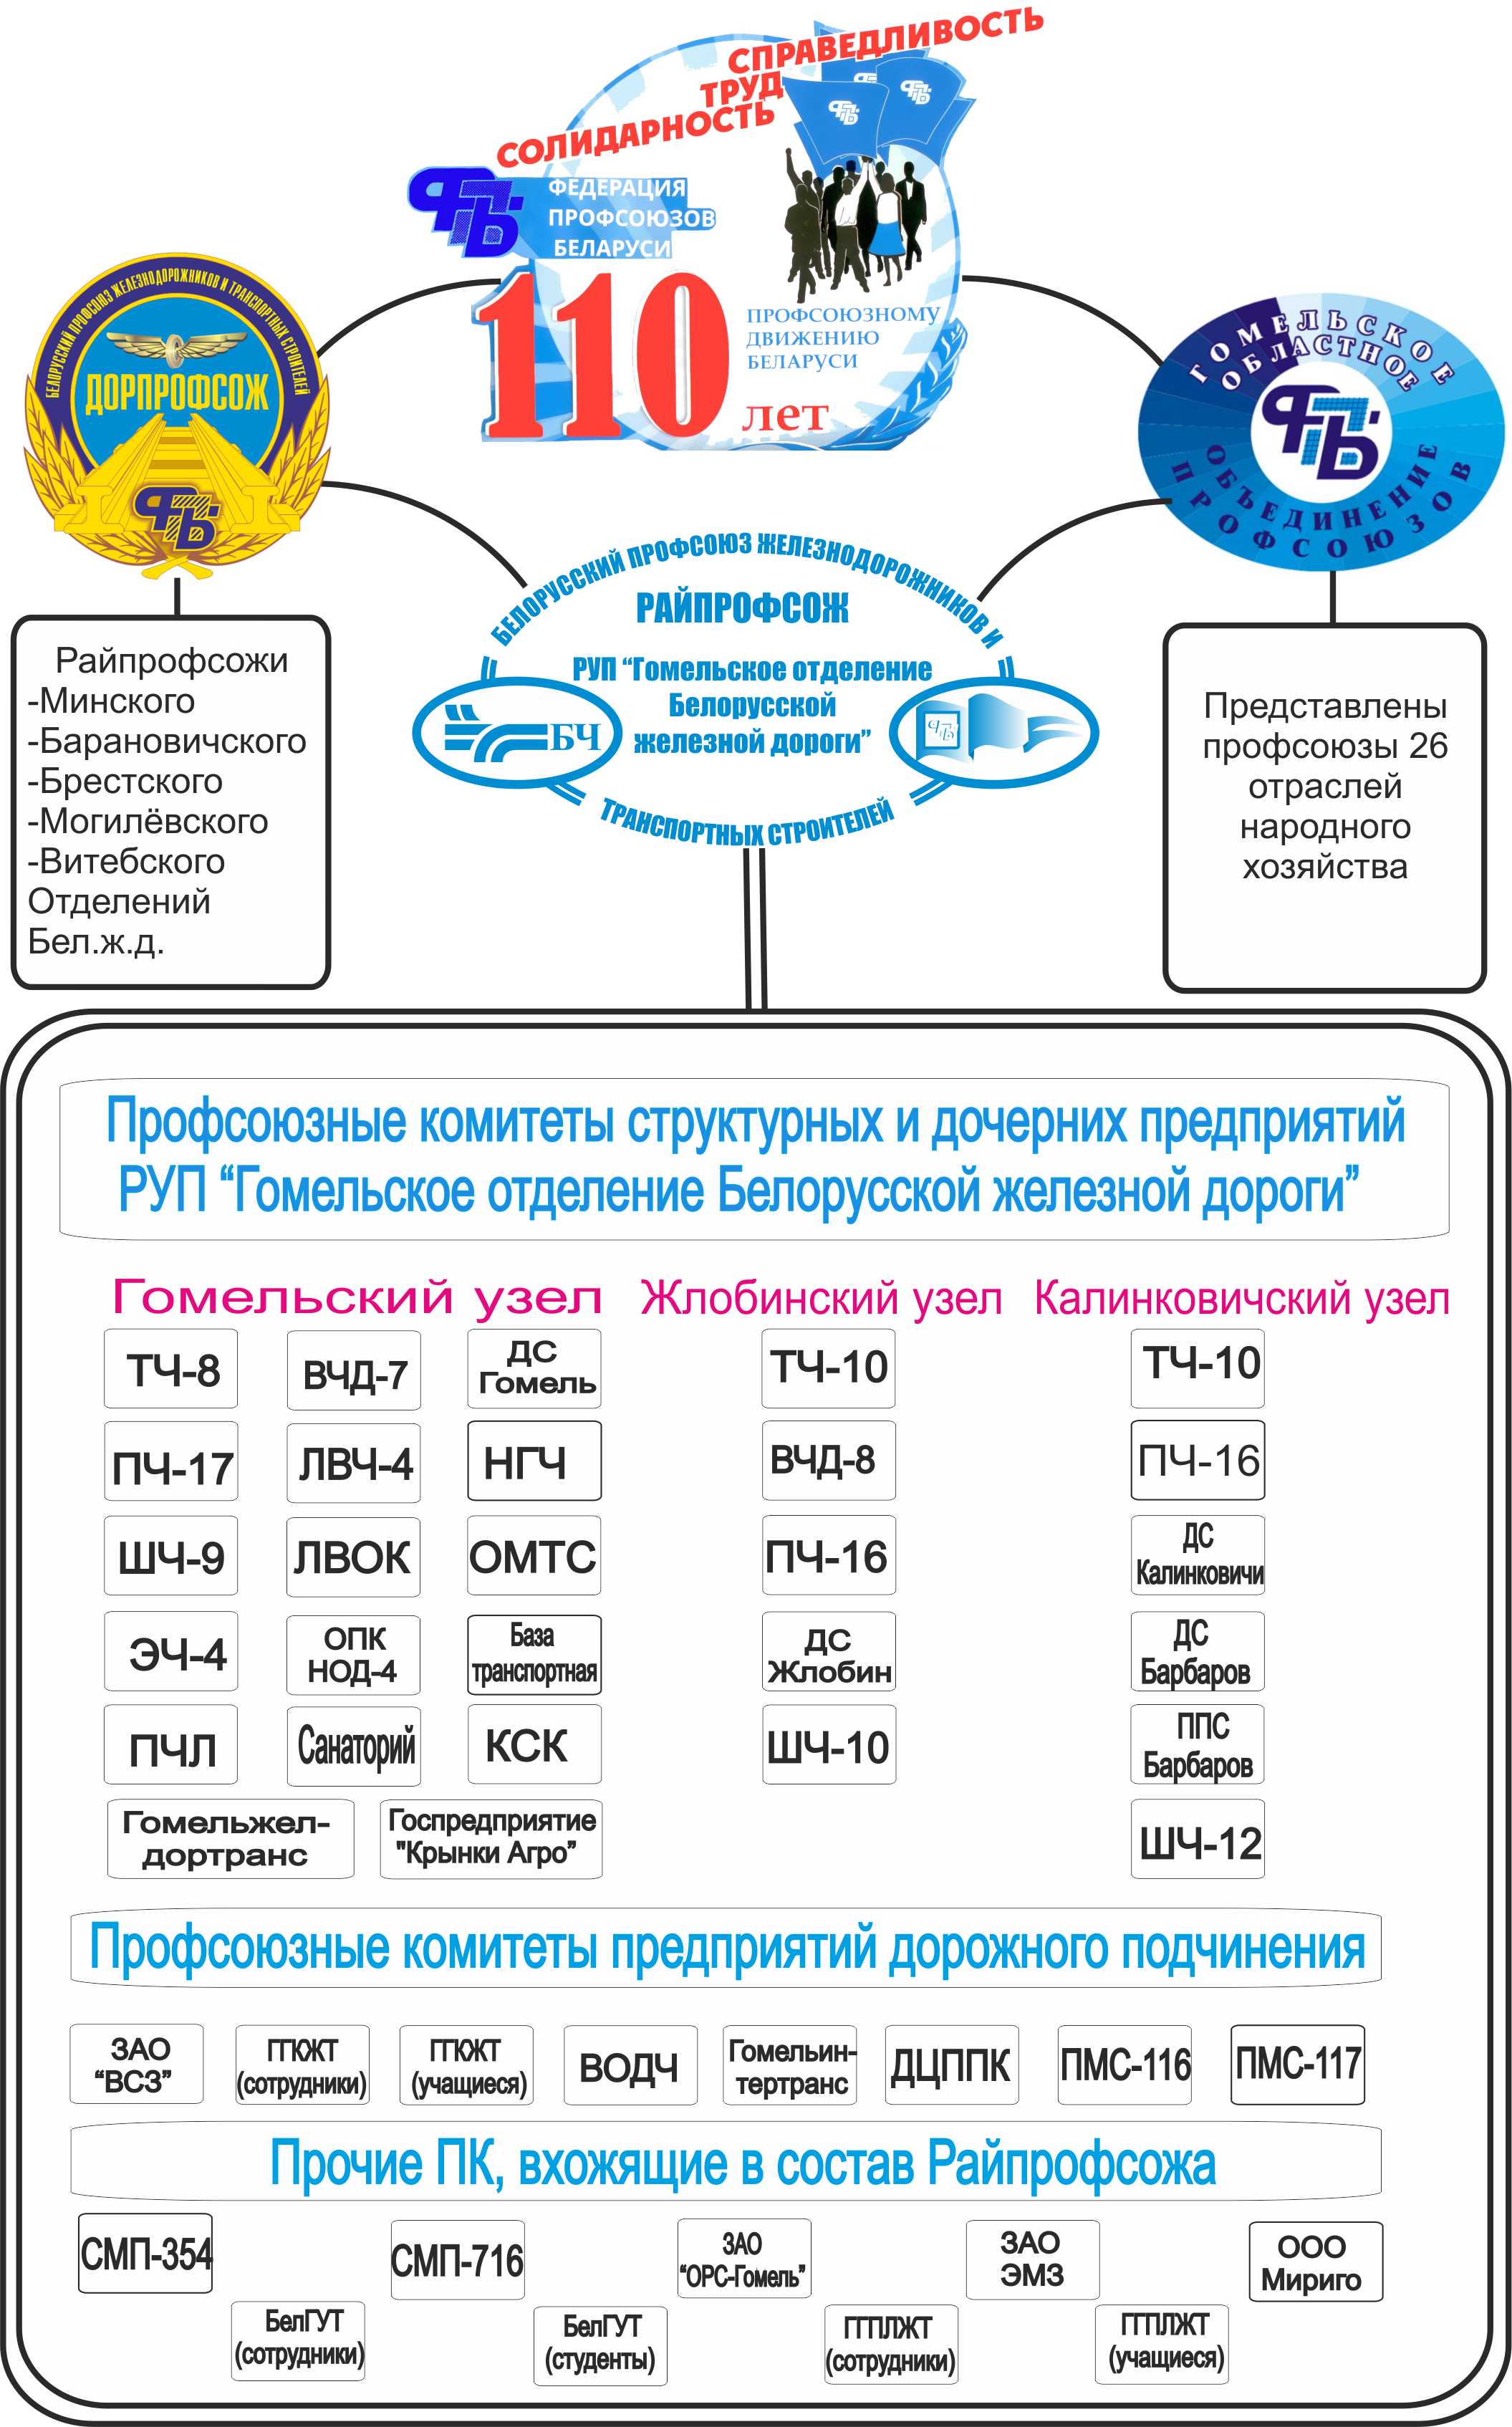 СПРАВЕДЛИВОСТЬ
ТРУД
СОЛИДАРНОСТЬ
ФПБ
ФЕДЕРАЦИЯ
ПРОФСОЮЗОВ
БЕЛАРУСИ
110
ПРОФСОЮЗНОМУ
ДВИЖЕНИЮ
БЕЛАРУСИ
лет
БЕЛОРУССКИЙ ПРОФСОЮЗ ЖЕЛЕЗНОДОРОЖНИКОВ И ТРАНСПОРТНЫХ СТРОИТЕЛЕЙ
ДОРПРОФСОЖ
ФПБ
ГОМЕЛЬСКОЕ
ОБЛАСТНОЕ
ФПБ
ОБЪЕДИНЕНИЕ
ПРОФСОЮЗОВ
БЕЛОРУССКИЙ ПРОФСОЮЗ ЖЕЛЕЗНОДОРОЖНИКОВ И
РАЙПРОФСОЖ
РУП “Гомельское отделение
Белорусской
железной дороги”
БЧ
ФПБ
ТРАНСПОРТНЫХ СТРОИТЕЛЕЙ
Райпрофсожи
-Минского
-Барановичского
-Брестского
-Могилёвского
-Витебского
Отделений
Бел.ж.д.
Представлены
профсоюзы 26
отраслей
народного
хозяйства
Профсоюзные комитеты структурных и дочерних предприятий
РУП “Гомельское отделение Белорусской железной дороги”
Гомельский узел
ТЧ-8
ВЧД-7
ДС
Гомель
ПЧ-17
ЛВЧ-4
НГЧ
ШЧ-9
ЛВОК
ОМТС
ЭЧ-4
ОПК
НОД-4
База
транспортная
ПЧЛ
Санаторий
КСК
Гомельжел-
дортранс
Госпредприятие
"Крынки Агро”
Жлобинский узел
ТЧ-10
ВЧД-8
ПЧ-16
ДС
Жлобин
ШЧ-10
Калинковичский узел
ТЧ-10
ПЧ-16
ДС
Калинковичи
ДС
Барбаров
ППС
Барбаров
ШЧ-12
Профсоюзные комитеты предприятий дорожного подчинения
ЗАО
“ВСЗ”
ГГКЖТ
(сотрудники)
ГГКЖТ
(учащиеся)
ВОДЧ
Гомельин-
тертранс
ДЦППК
ПМС-116
ПМС-117
Прочие ПК, вхожящие в состав Райпрофсожа
СМП-354
СМП-716
ЗАО
“ОРС-Гомель”
ЗАО
ЭМЗ
ООО
Мириго
БелГУТ
(сотрудники)
БелГУТ
(студенты)
ГГПЛЖТ
(сотрудники)
ГГПЛЖТ
(учащиеся)